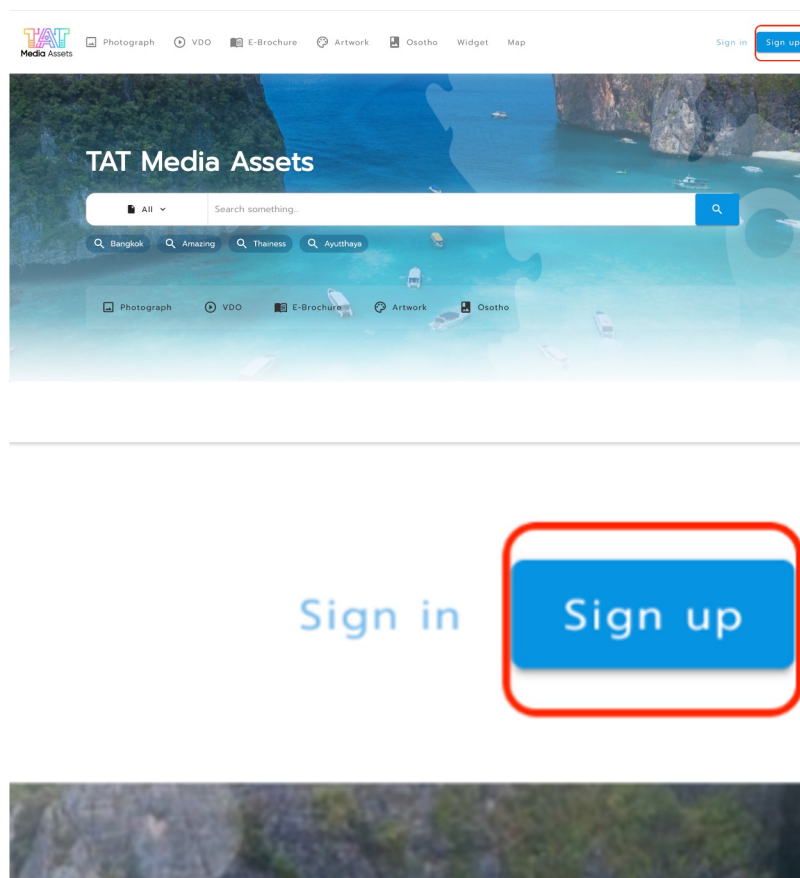 TAT
Media Assets
Photograph VDO E-Brochure Artwork Osotho Widget Map Sign in Sign up
TAT Media Assets
All Search something...
Bangkok Amazing Thainess Ayutthaya
Photograph VDO E-Brochure Artwork Osotho
Sign in Sign up